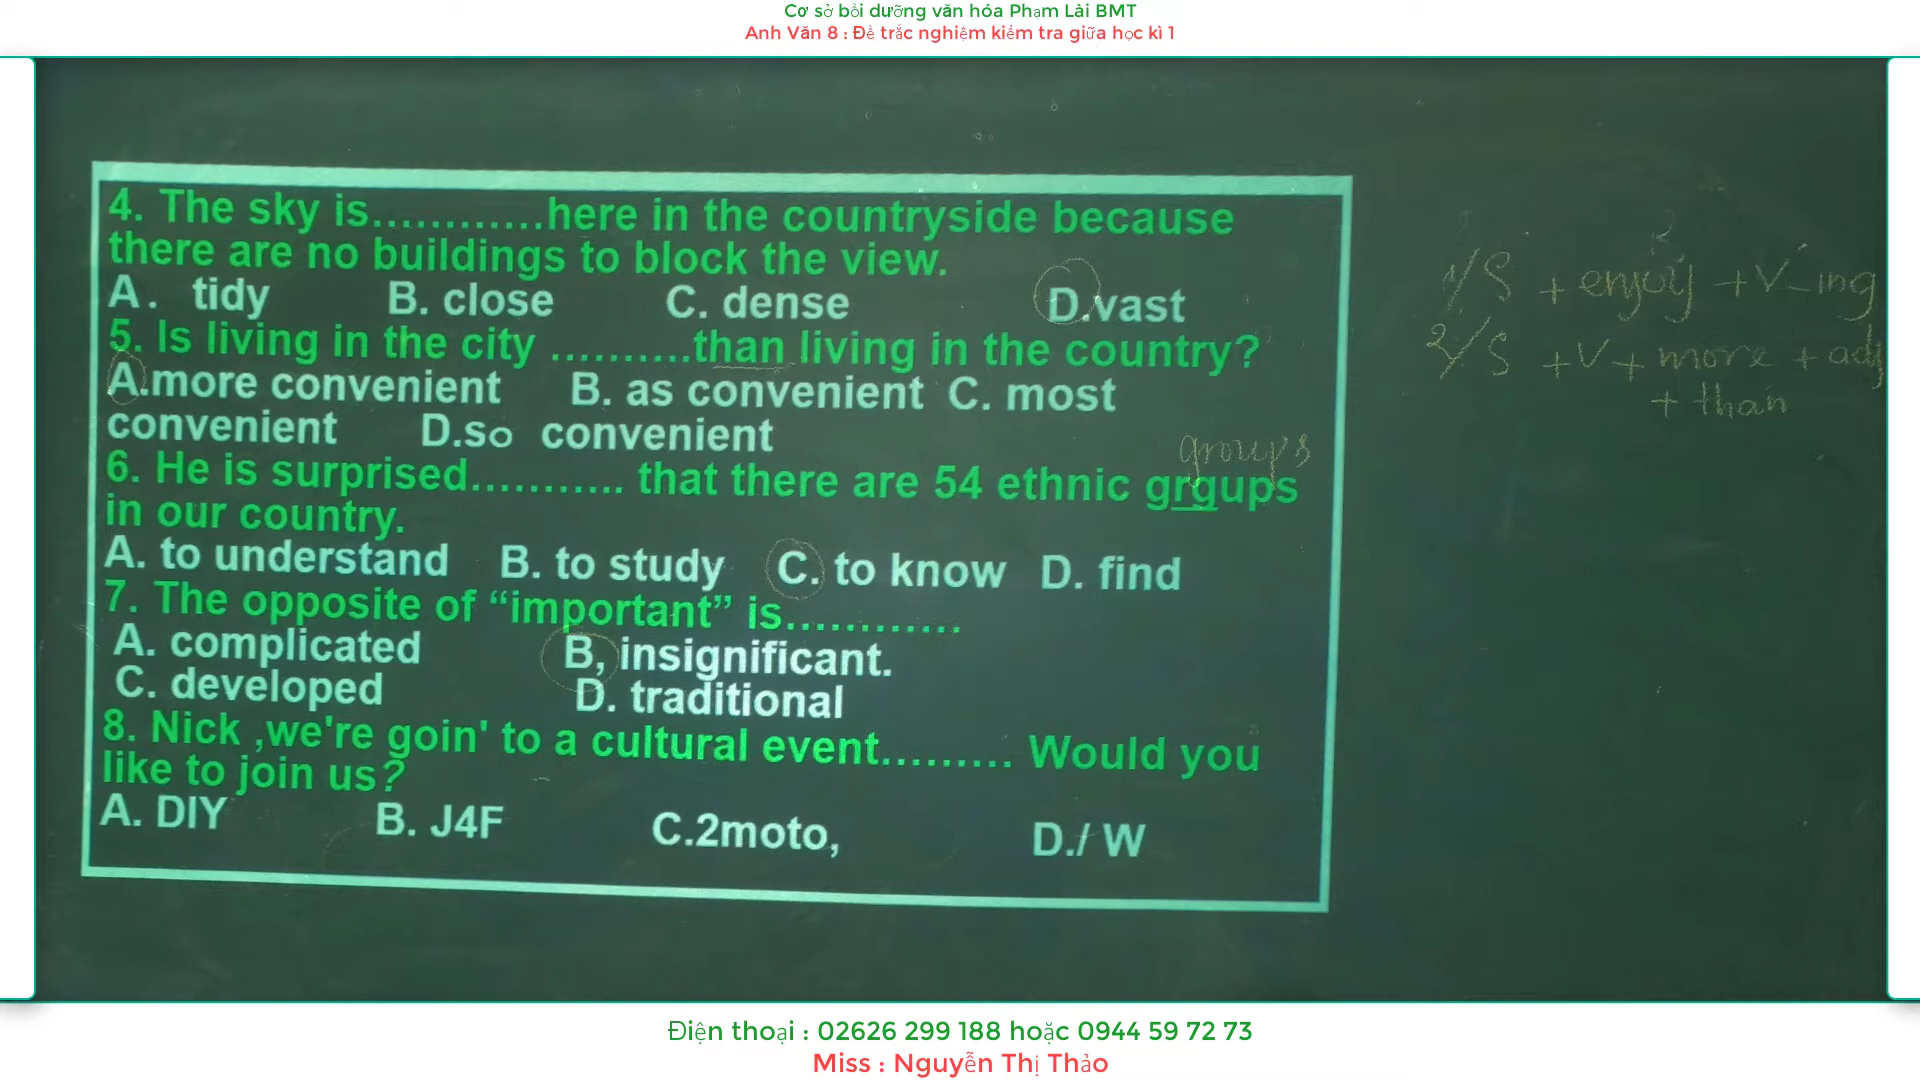 Cơ sở bồi dưỡng văn hóa Phạm Lài BMT
Anh Văn 8 : Đề trắc nghiệm kiểm tra giữa học kì 1
4. The sky is............here in the countryside because
there are no buildings to block the view.
A. tidy B. close C. dense D.vast
5. Is living in the city ..........than living in the country?
A.more convenient B. as convenient C. most
convenient D.so convenient
groups
6. He is surprised........... that there are 54 ethnic grgups
in our country.
A. to understand B. to study C. to know D. find
7. The opposite of “important” is............
A. complicated B, insignificant.
C. developed D. traditional
8. Nick ,we're goin' to a cultural event......... Would you
like to join us?
A. DIY B. J4F C.2moto, D./ W
1/ S + enjoy + V-ing
2/ S + V + more + adj
+ than
Điện thoại : 02626 299 188 hoặc 0944 59 72 73
Miss : Nguyễn Thị Thảo